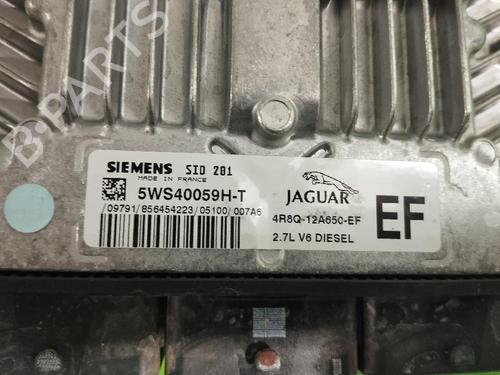 B-PARTS
SIEMENS SID 201
MADE IN FRANCE
5WS40059H-T
/09791/856454223/05100/007A6
JAGUAR
4R8Q-12A650-EF
2.7L V6 DIESEL
EF